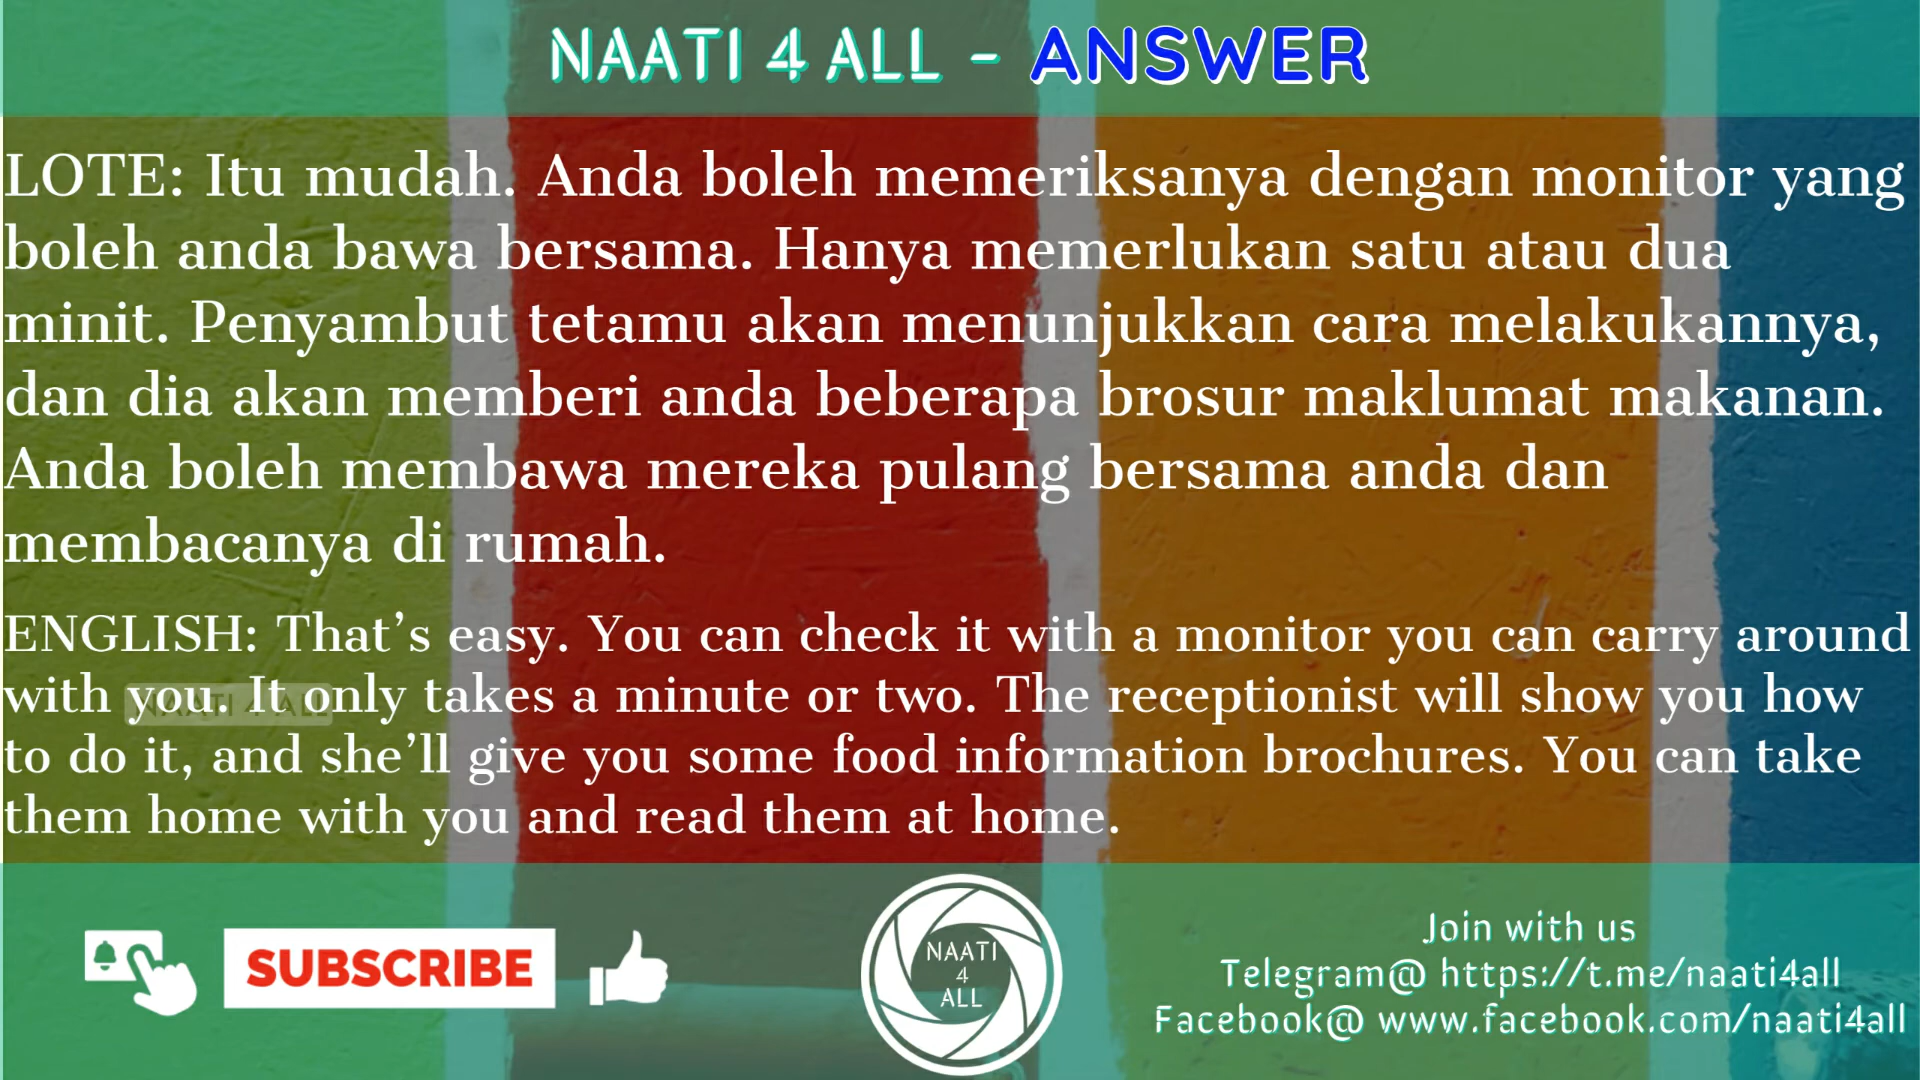 NAATI 4 ALL - ANSWER
LOTE: Itu mudah. Anda boleh memeriksanya dengan monitor yang
boleh anda bawa bersama. Hanya memerlukan satu atau dua
minit. Penyambut tetamu akan menunjukkan cara melakukannya,
dan dia akan memberi anda beberapa brosur maklumat makanan.
Anda boleh membawa mereka pulang bersama anda dan
membacanya di rumah.
ENGLISH: That’s easy. You can check it with a monitor you can carry around
with you. It only takes a minute or two. The receptionist will show you how
to do it, and she’ll give you some food information brochures. You can take
them home with you and read them at home.
NAATI 4 ALL
SUBSCRIBE
NAATI
4
ALL
Join with us
Telegram@ https://t.me/naati4all
Facebook@ www.facebook.com/naati4all